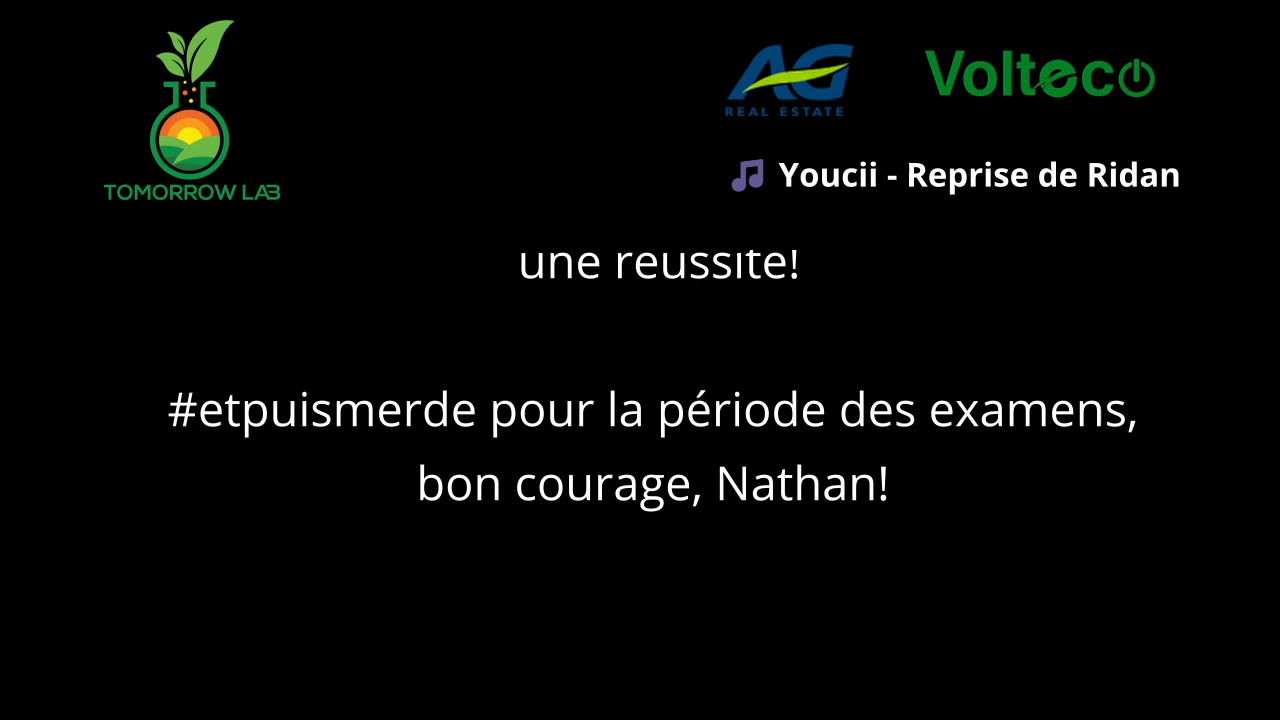 TOMORROW LAB
AG
REAL ESTATE
Volteco
Youcii - Reprise de Ridan
une réussite!
#etpuismerde pour la période des examens,
bon courage, Nathan!